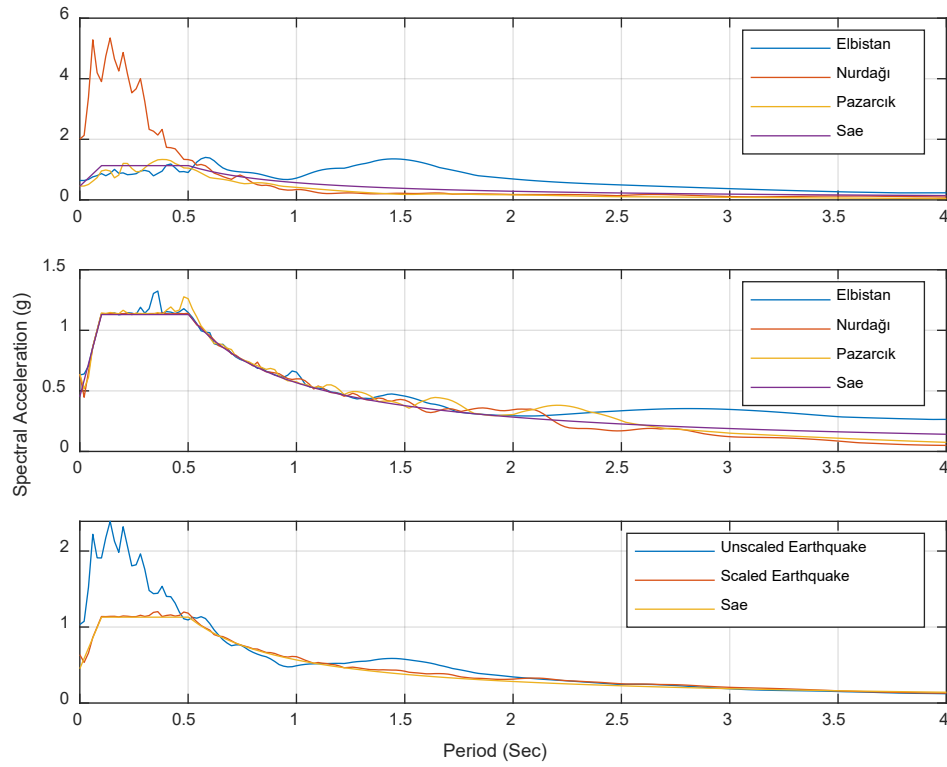 6
4
2
0
0 0.5 1 1.5 2 2.5 3 3.5 4
Elbistan
Nurdağı
Pazarcık
Sae
Spectral Acceleration (g)
1.5
1
0.5
0
0 0.5 1 1.5 2 2.5 3 3.5 4
Elbistan
Nurdağı
Pazarcık
Sae
2
1
0
0 0.5 1 1.5 2 2.5 3 3.5 4
Unscaled Earthquake
Scaled Earthquake
Sae
Period (Sec)